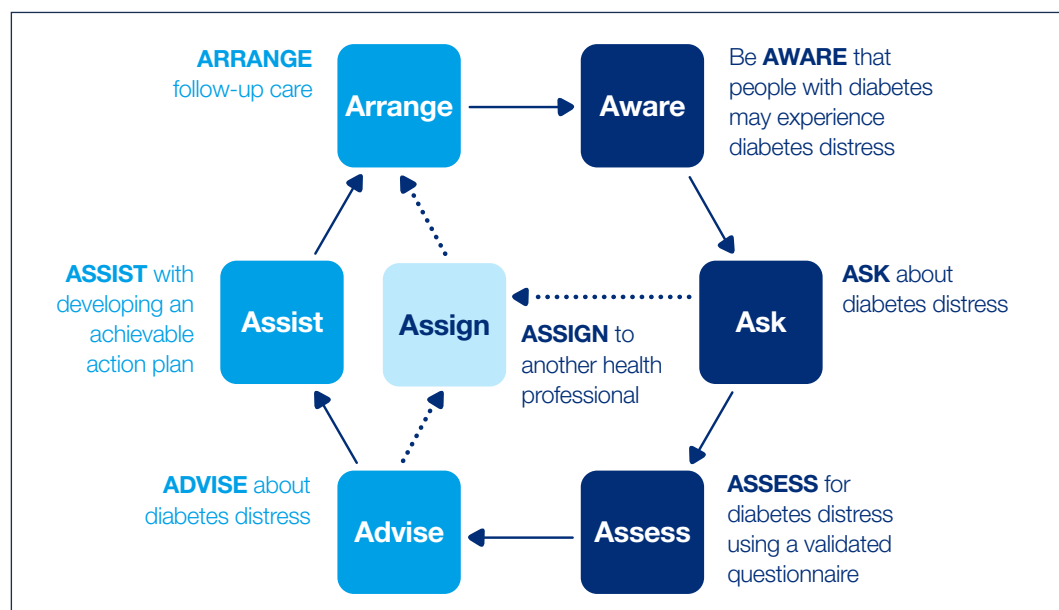 ARRANGE
follow-up care
Arrange
Aware
Be AWARE that
people with diabetes
may experience
diabetes distress
ASSIST with
developing an
achievable
action plan
Assist
Assign
ASSIGN to
another health
professional
Ask
ASK about
diabetes distress
ADVISE about
diabetes distress
Advise
Assess
ASSESS for
diabetes distress
using a validated
questionnaire